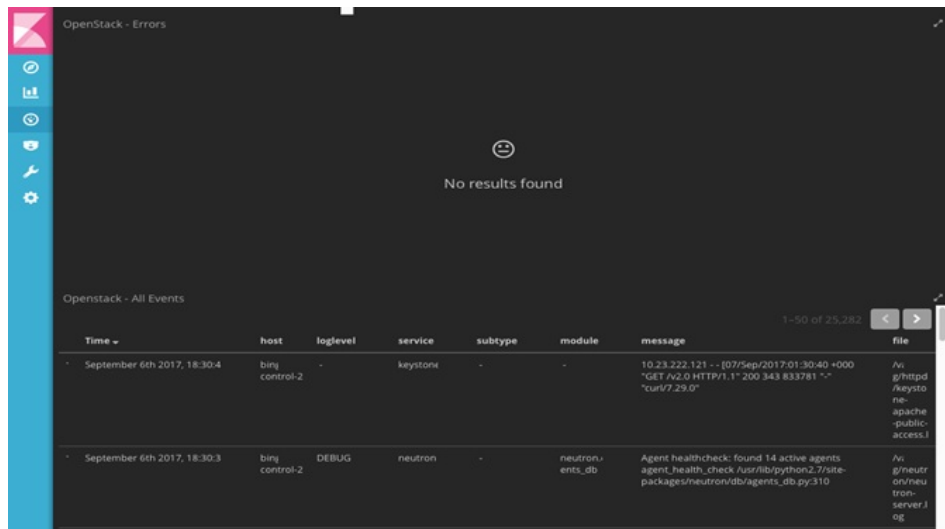 OpenStack - Errors
No results found
Openstack - All Events
1–50 of 25,282
Time host loglevel service subtype module message file
September 6th 2017, 18:30:4 - keystone - - 10.23.222.121 - - [07/Sep/2017:01:30:40 +000
control-2 "GET /v2.0 HTTP/1.1" 200 343 833781 "-" g/httpd
"curl/7.29.0" /keysto
ne-
apache
-public-
access.l
September 6th 2017, 18:30:3 DEBUG neutron - neutron. Agent healthcheck: found 14 active agents
control-2 ents_db agent_health_check /usr/lib/python2.7/site- g/neutr
packages/neutron/db/agents_db.py:310 on/neu
tron-
server.l
og